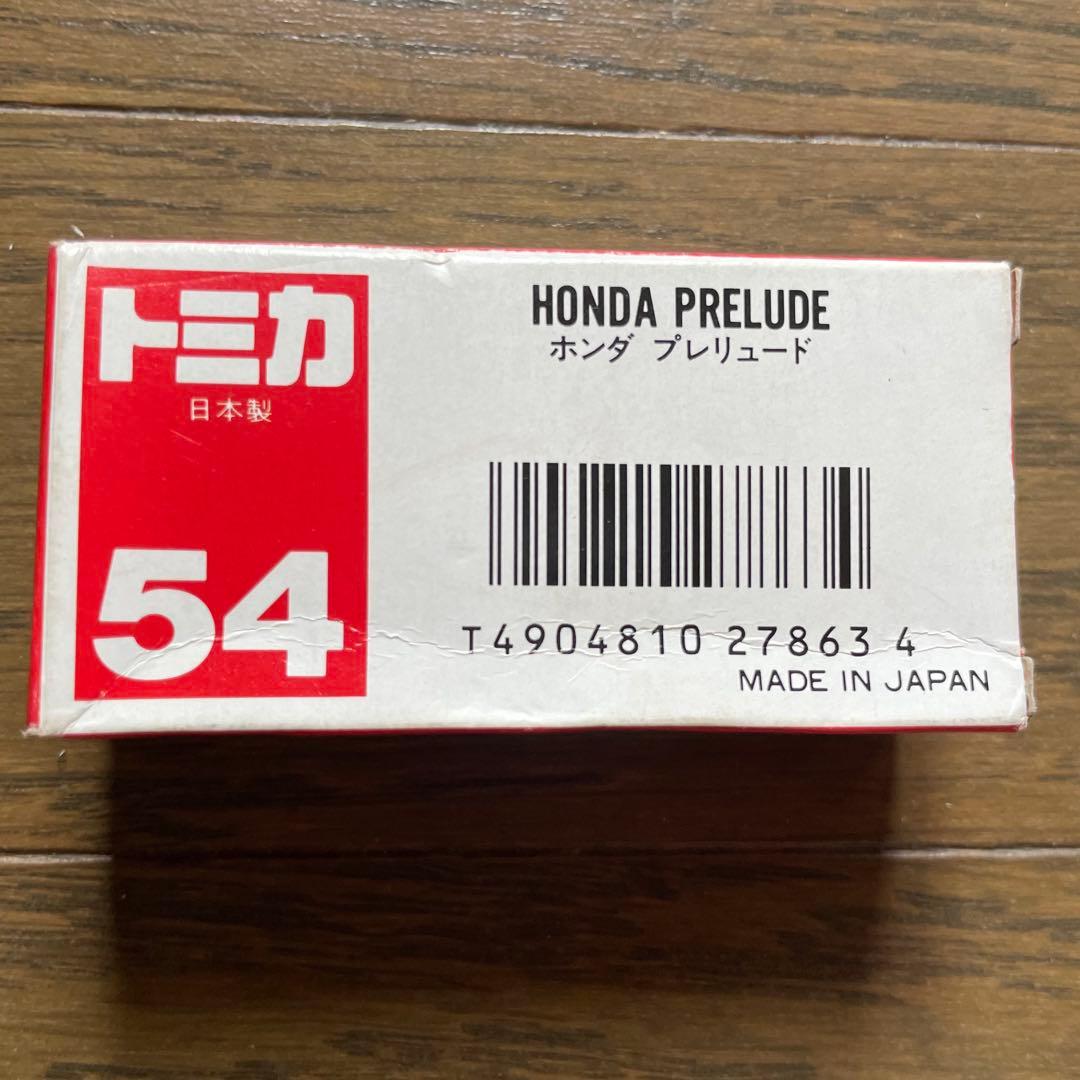 トミカ
日本製
54
HONDA PRELUDE
ホンダ プレリュード
T4904810 27863 4
MADE IN JAPAN